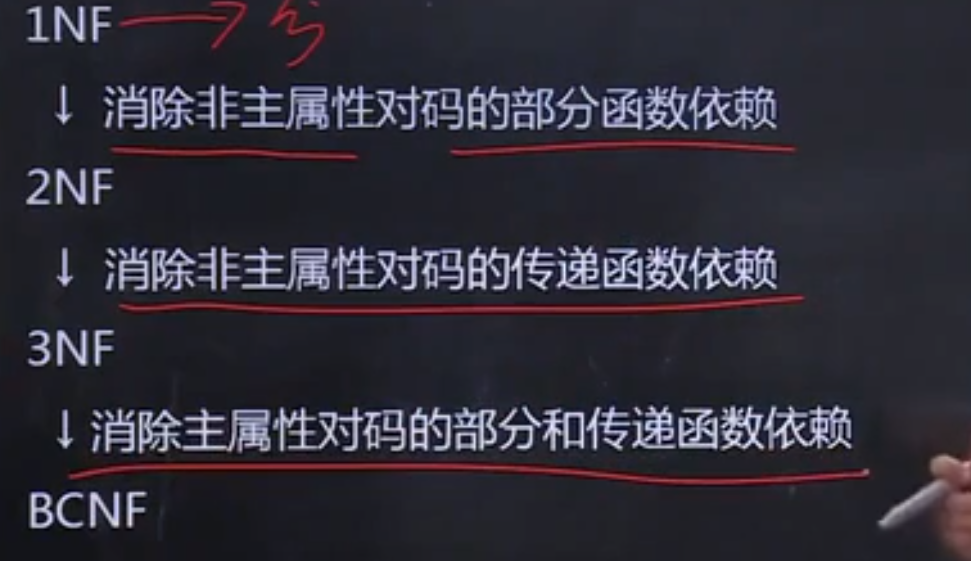 1NF
↓ 消除非主属性对码的部分函数依赖
2NF
↓ 消除非主属性对码的传递函数依赖
3NF
↓ 消除主属性对码的部分和传递函数依赖
BCNF